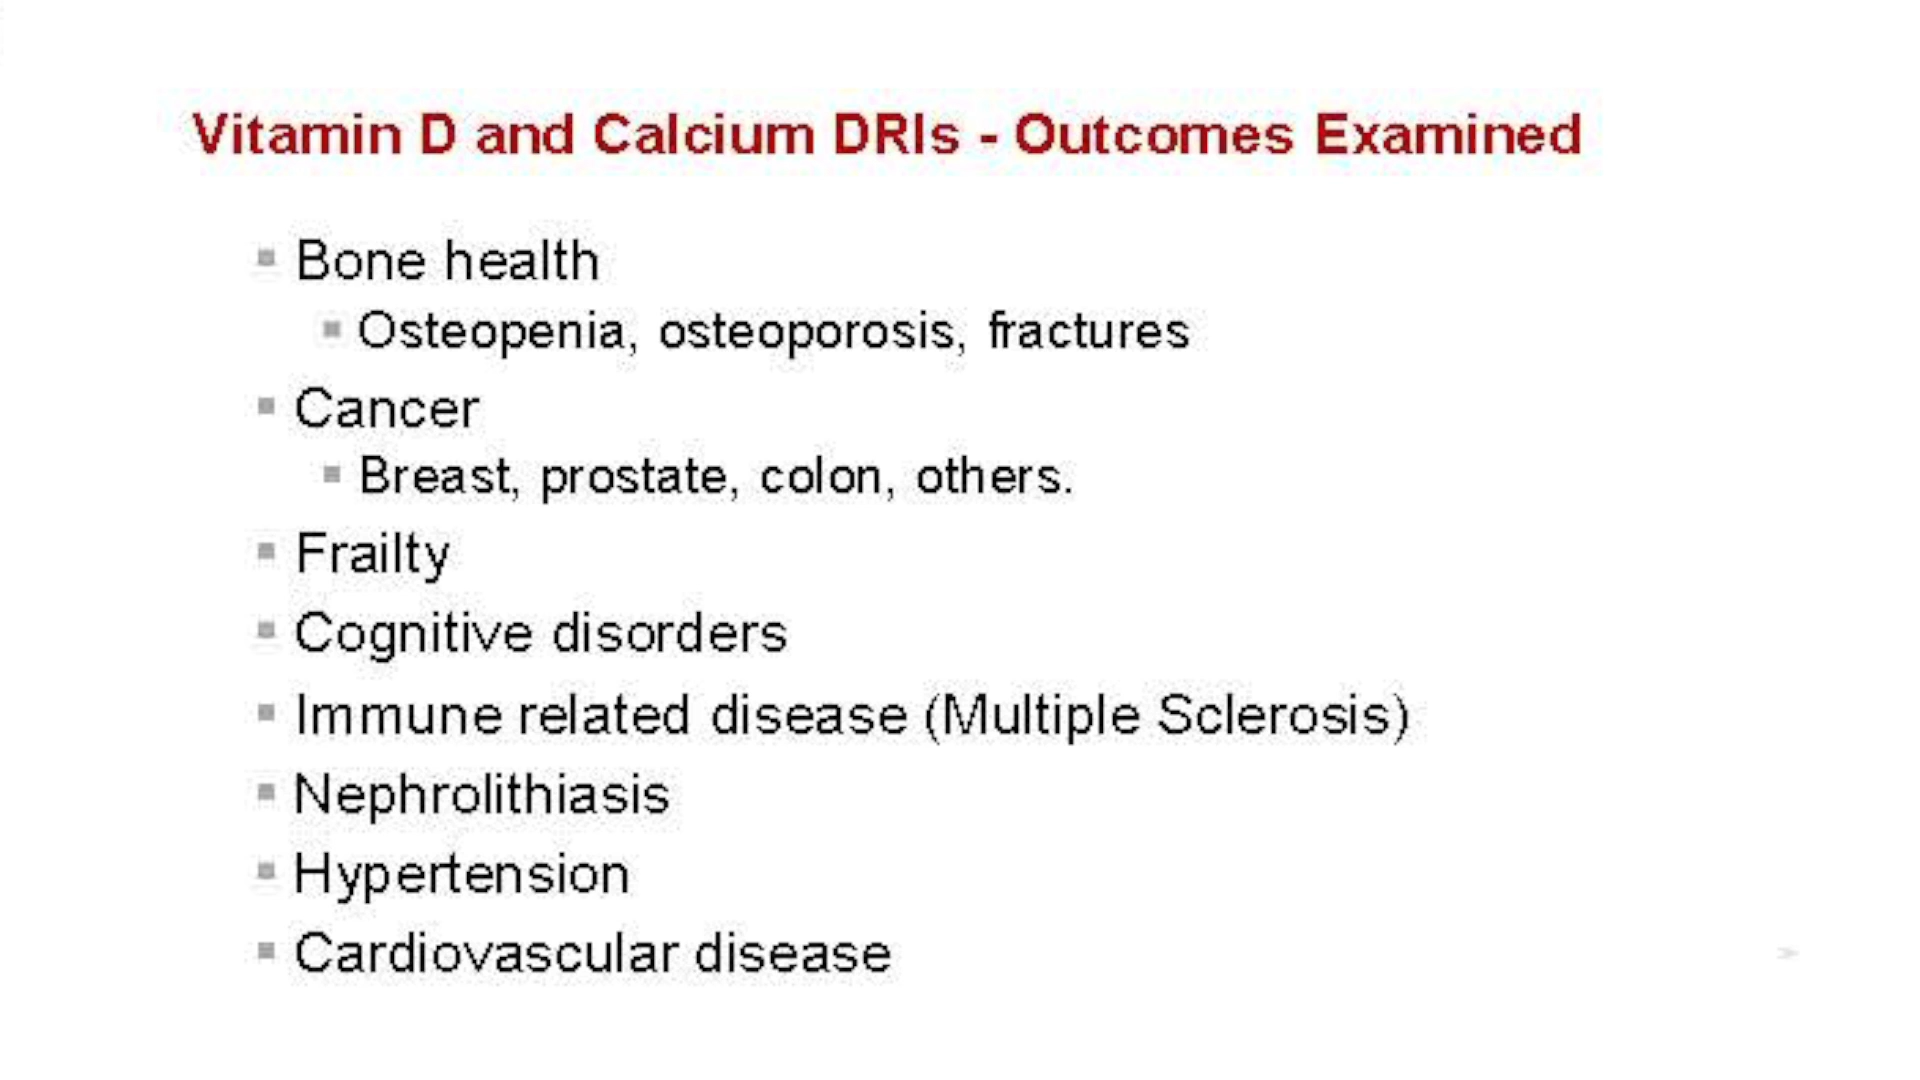 Vitamin D and Calcium DRIs - Outcomes Examined
Bone health
Osteopenia, osteoporosis, fractures
Cancer
Breast, prostate, colon, others.
Frailty
Cognitive disorders
Immune related disease (Multiple Sclerosis)
Nephrolithiasis
Hypertension
Cardiovascular disease